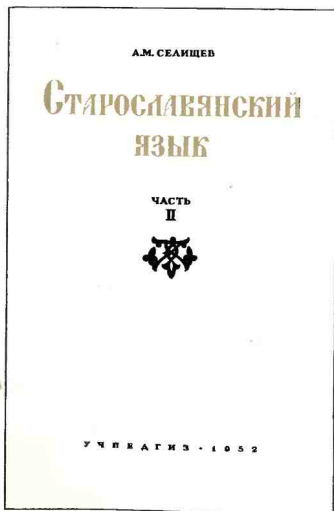 А.М. СЕЛИЩЕВ
СТАРОСЛАВЯНСКИЙ
ЯЗЫК
ЧАСТЬ
II
УЧПЕДГИЗ · 1952